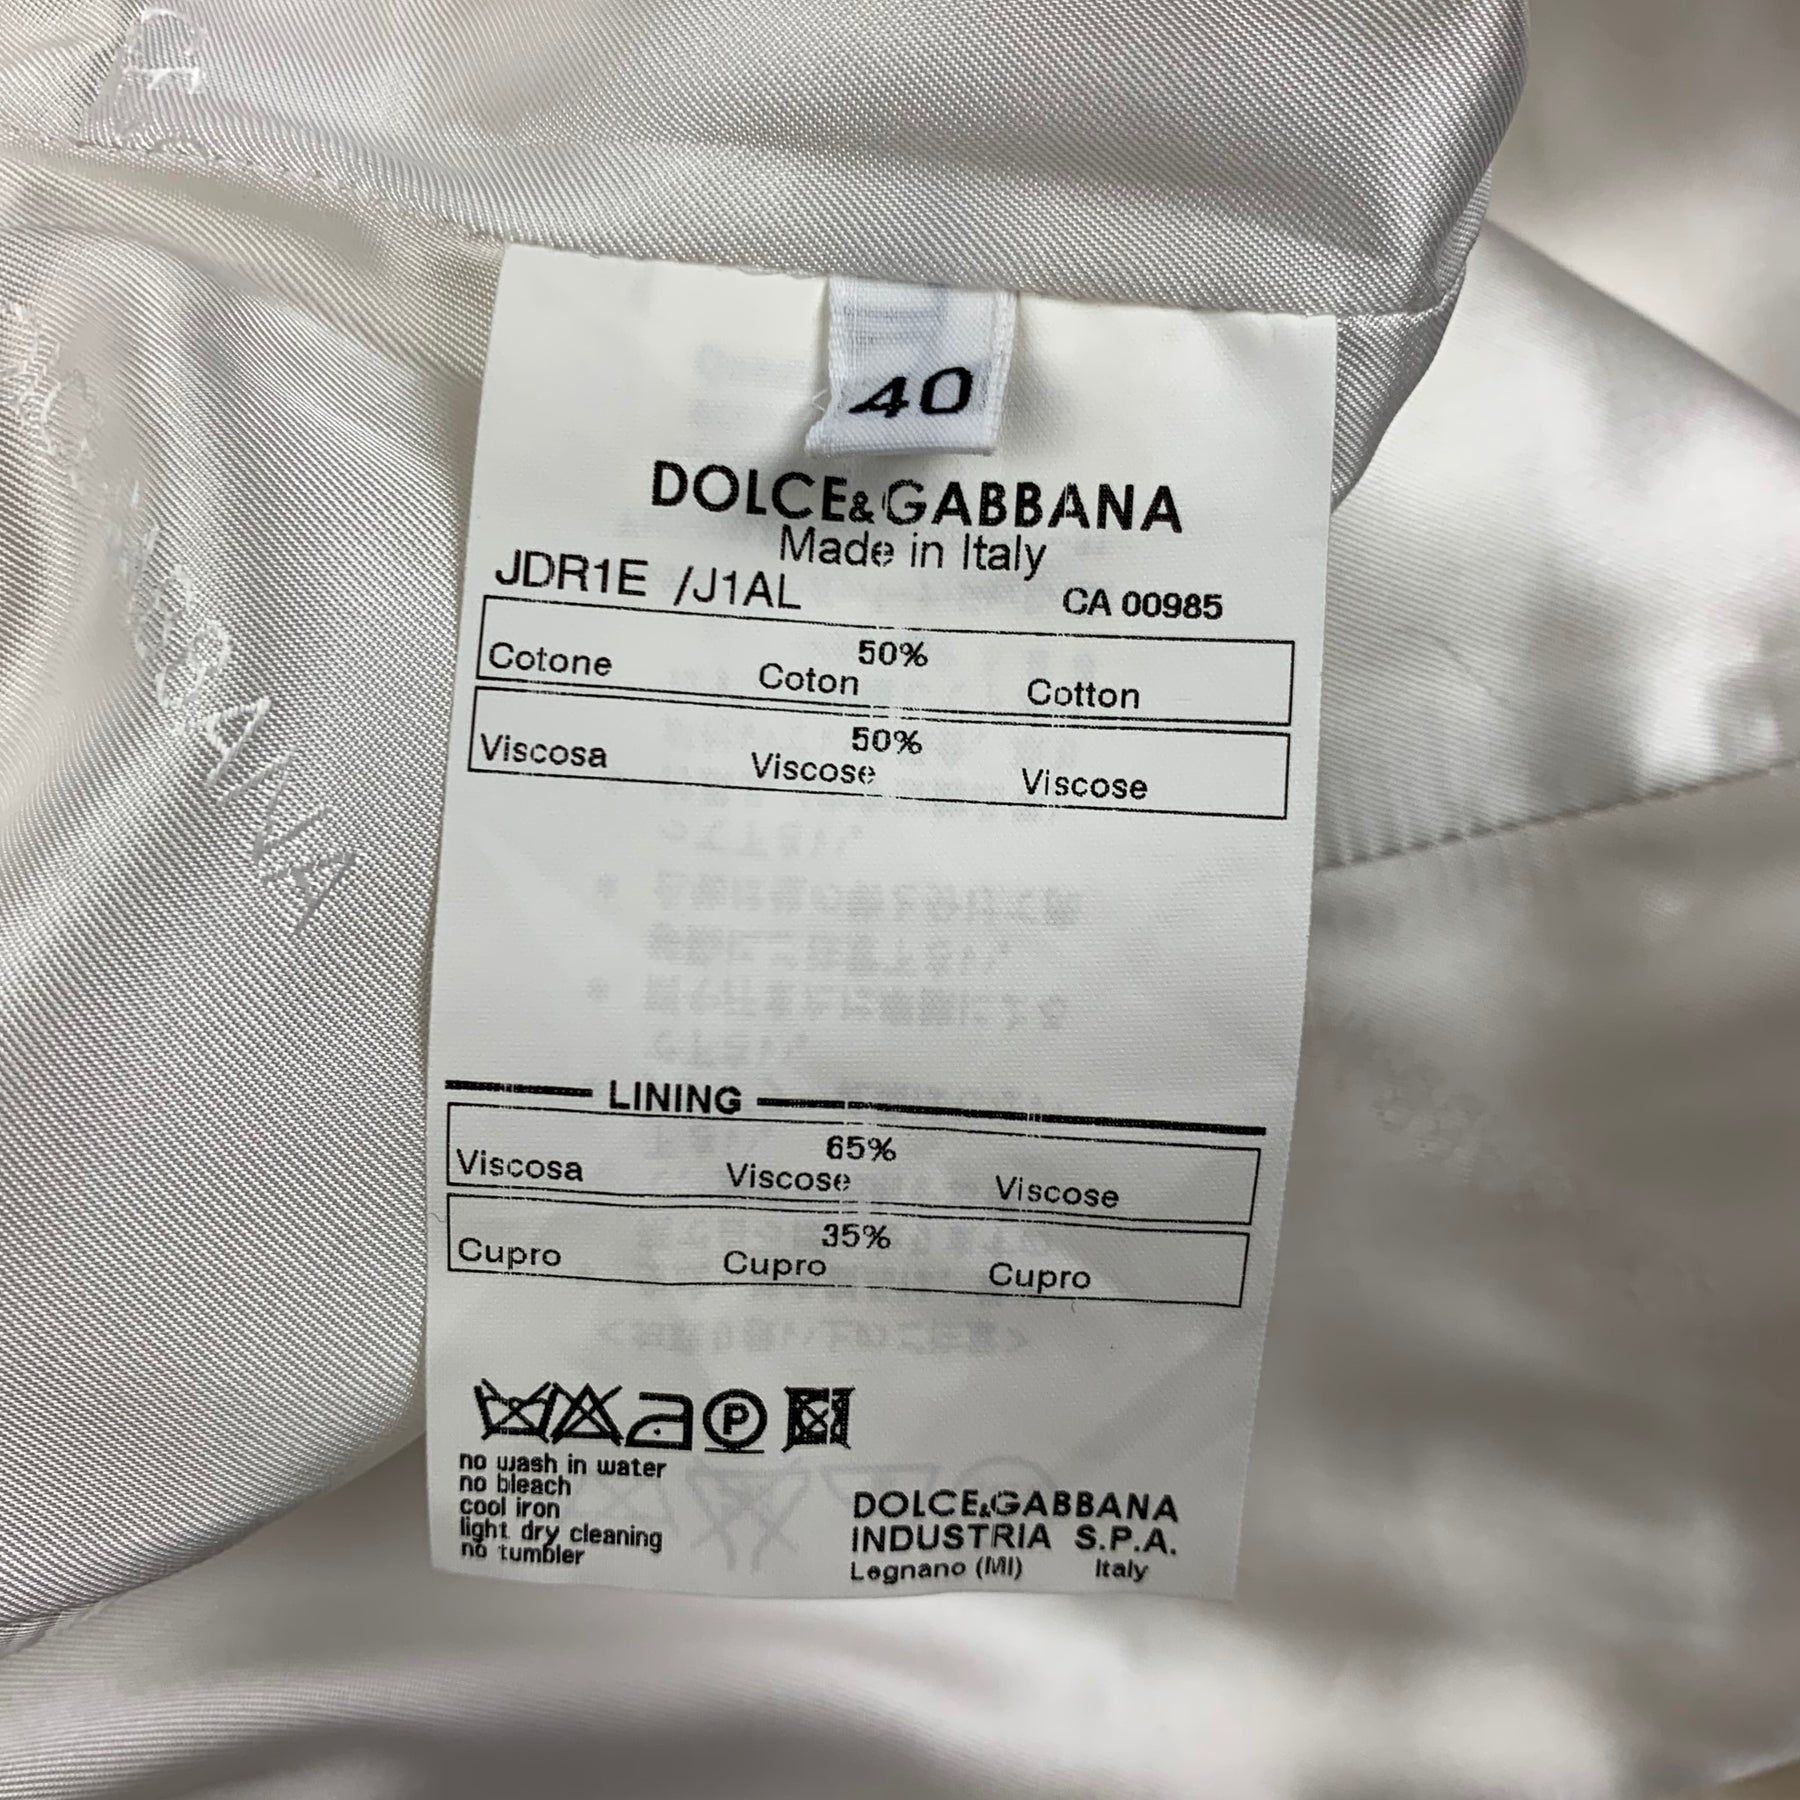 40
DOLCE&GABBANA
Made in Italy
JDR1E /J1AL CA 00985
50%
Cotone Coton Cotton
50%
Viscosa Viscose Viscose
LINING
65%
Viscosa Viscose Viscose
35%
Cupro Cupro Cupro
P
no wash in water
no bleach
cool iron
light dry cleaning
no tumbler
DOLCE&GABBANA
INDUSTRIA S.P.A.
Legnano (MI) Italy